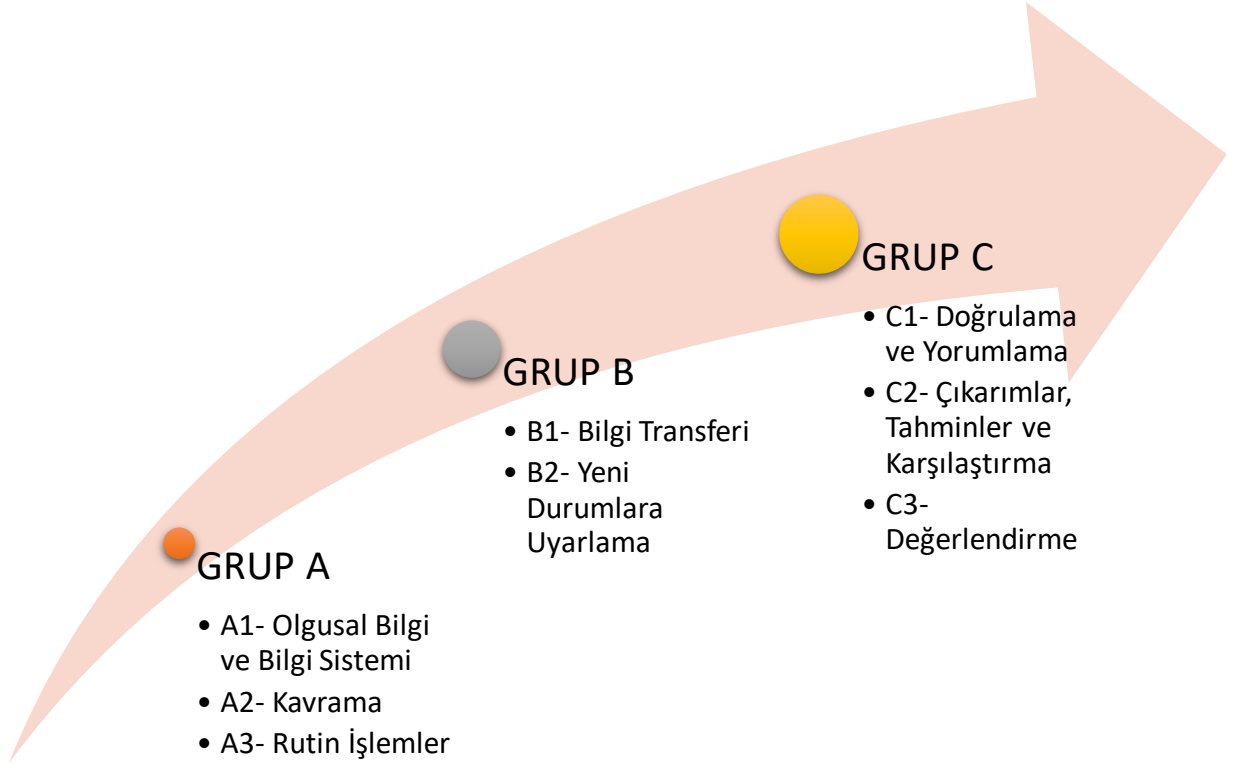 GRUP A
• A1- Olgusal Bilgi
ve Bilgi Sistemi
• A2- Kavrama
• A3- Rutin İşlemler
GRUP B
• B1- Bilgi Transferi
• B2- Yeni
Durumlara
Uyarlama
GRUP C
• C1- Doğrulama
ve Yorumlama
• C2- Çıkarımlar,
Tahminler ve
Karşılaştırma
• C3-
Değerlendirme